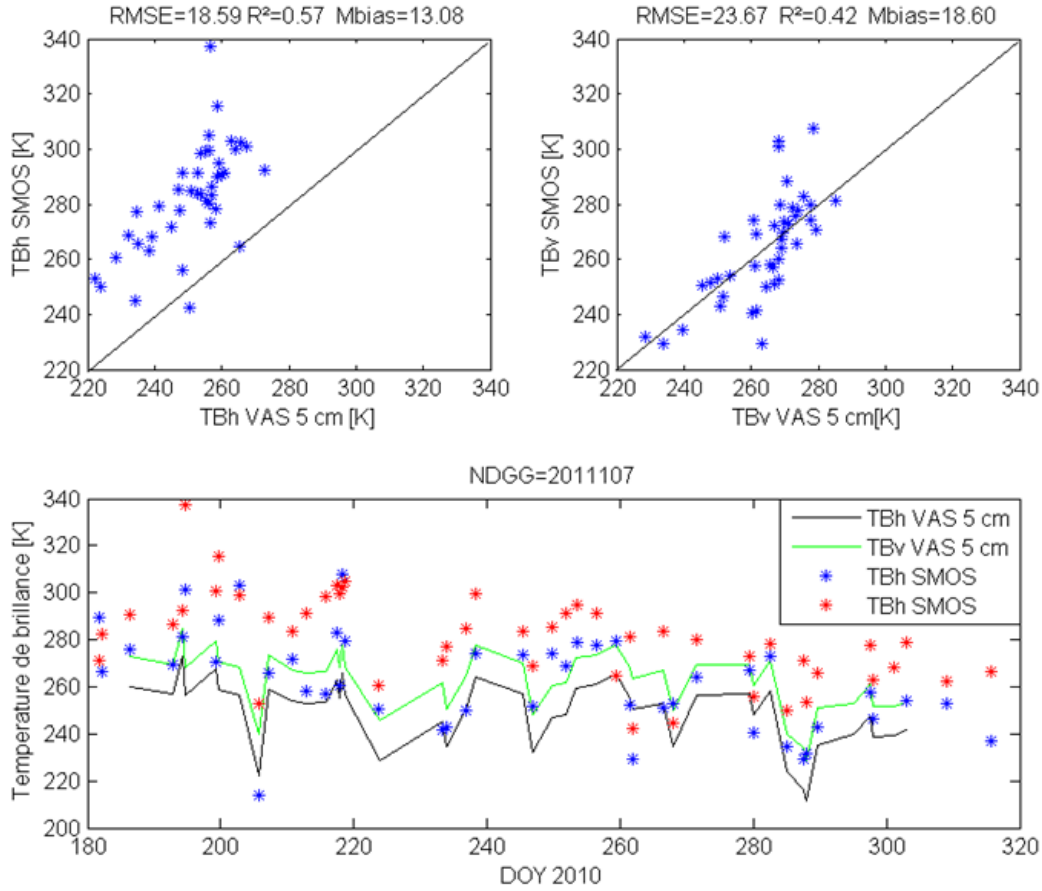 RMSE=18.59 R²=0.57 Mbias=13.08
340
320
300
280
260
240
220
TBh SMOS [K]
220 240 260 280 300 320 340
TBh VAS 5 cm [K]
RMSE=23.67 R²=0.42 Mbias=18.60
340
320
300
280
260
240
220
TBv SMOS [K]
220 240 260 280 300 320 340
TBv VAS 5 cm[K]
NDGG=2011107
340
320
300
280
260
240
220
200
Temperature de brillance [K]
TBh VAS 5 cm
TBv VAS 5 cm
TBh SMOS
TBh SMOS
180 200 220 240 260 280 300 320
DOY 2010